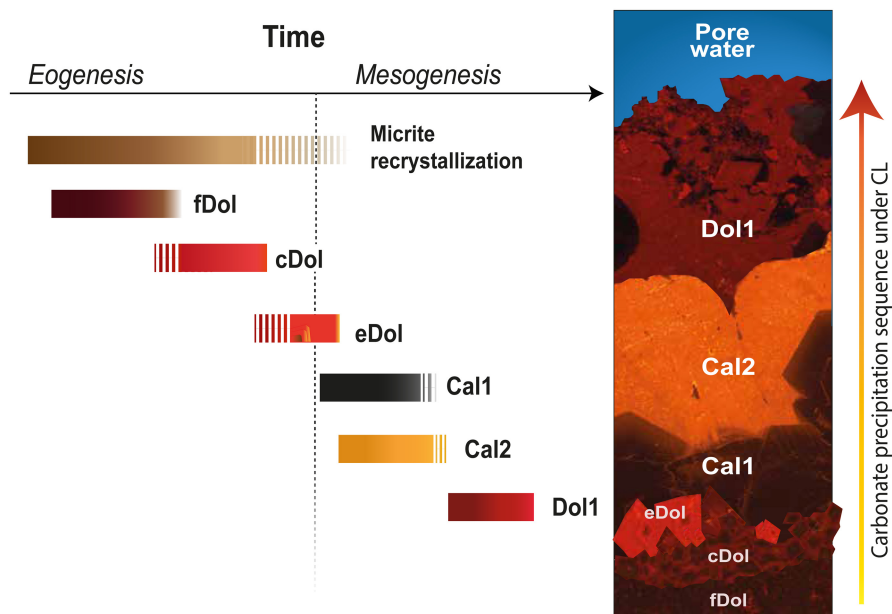 Time
Eogenesis
Mesogenesis
Micrite
recrystallization
fDol
cDol
eDol
Cal1
Cal2
Dol1
Pore
water
Dol1
Cal2
Cal1
eDol
cDol
fDol
Carbonate precipitation sequence under CL